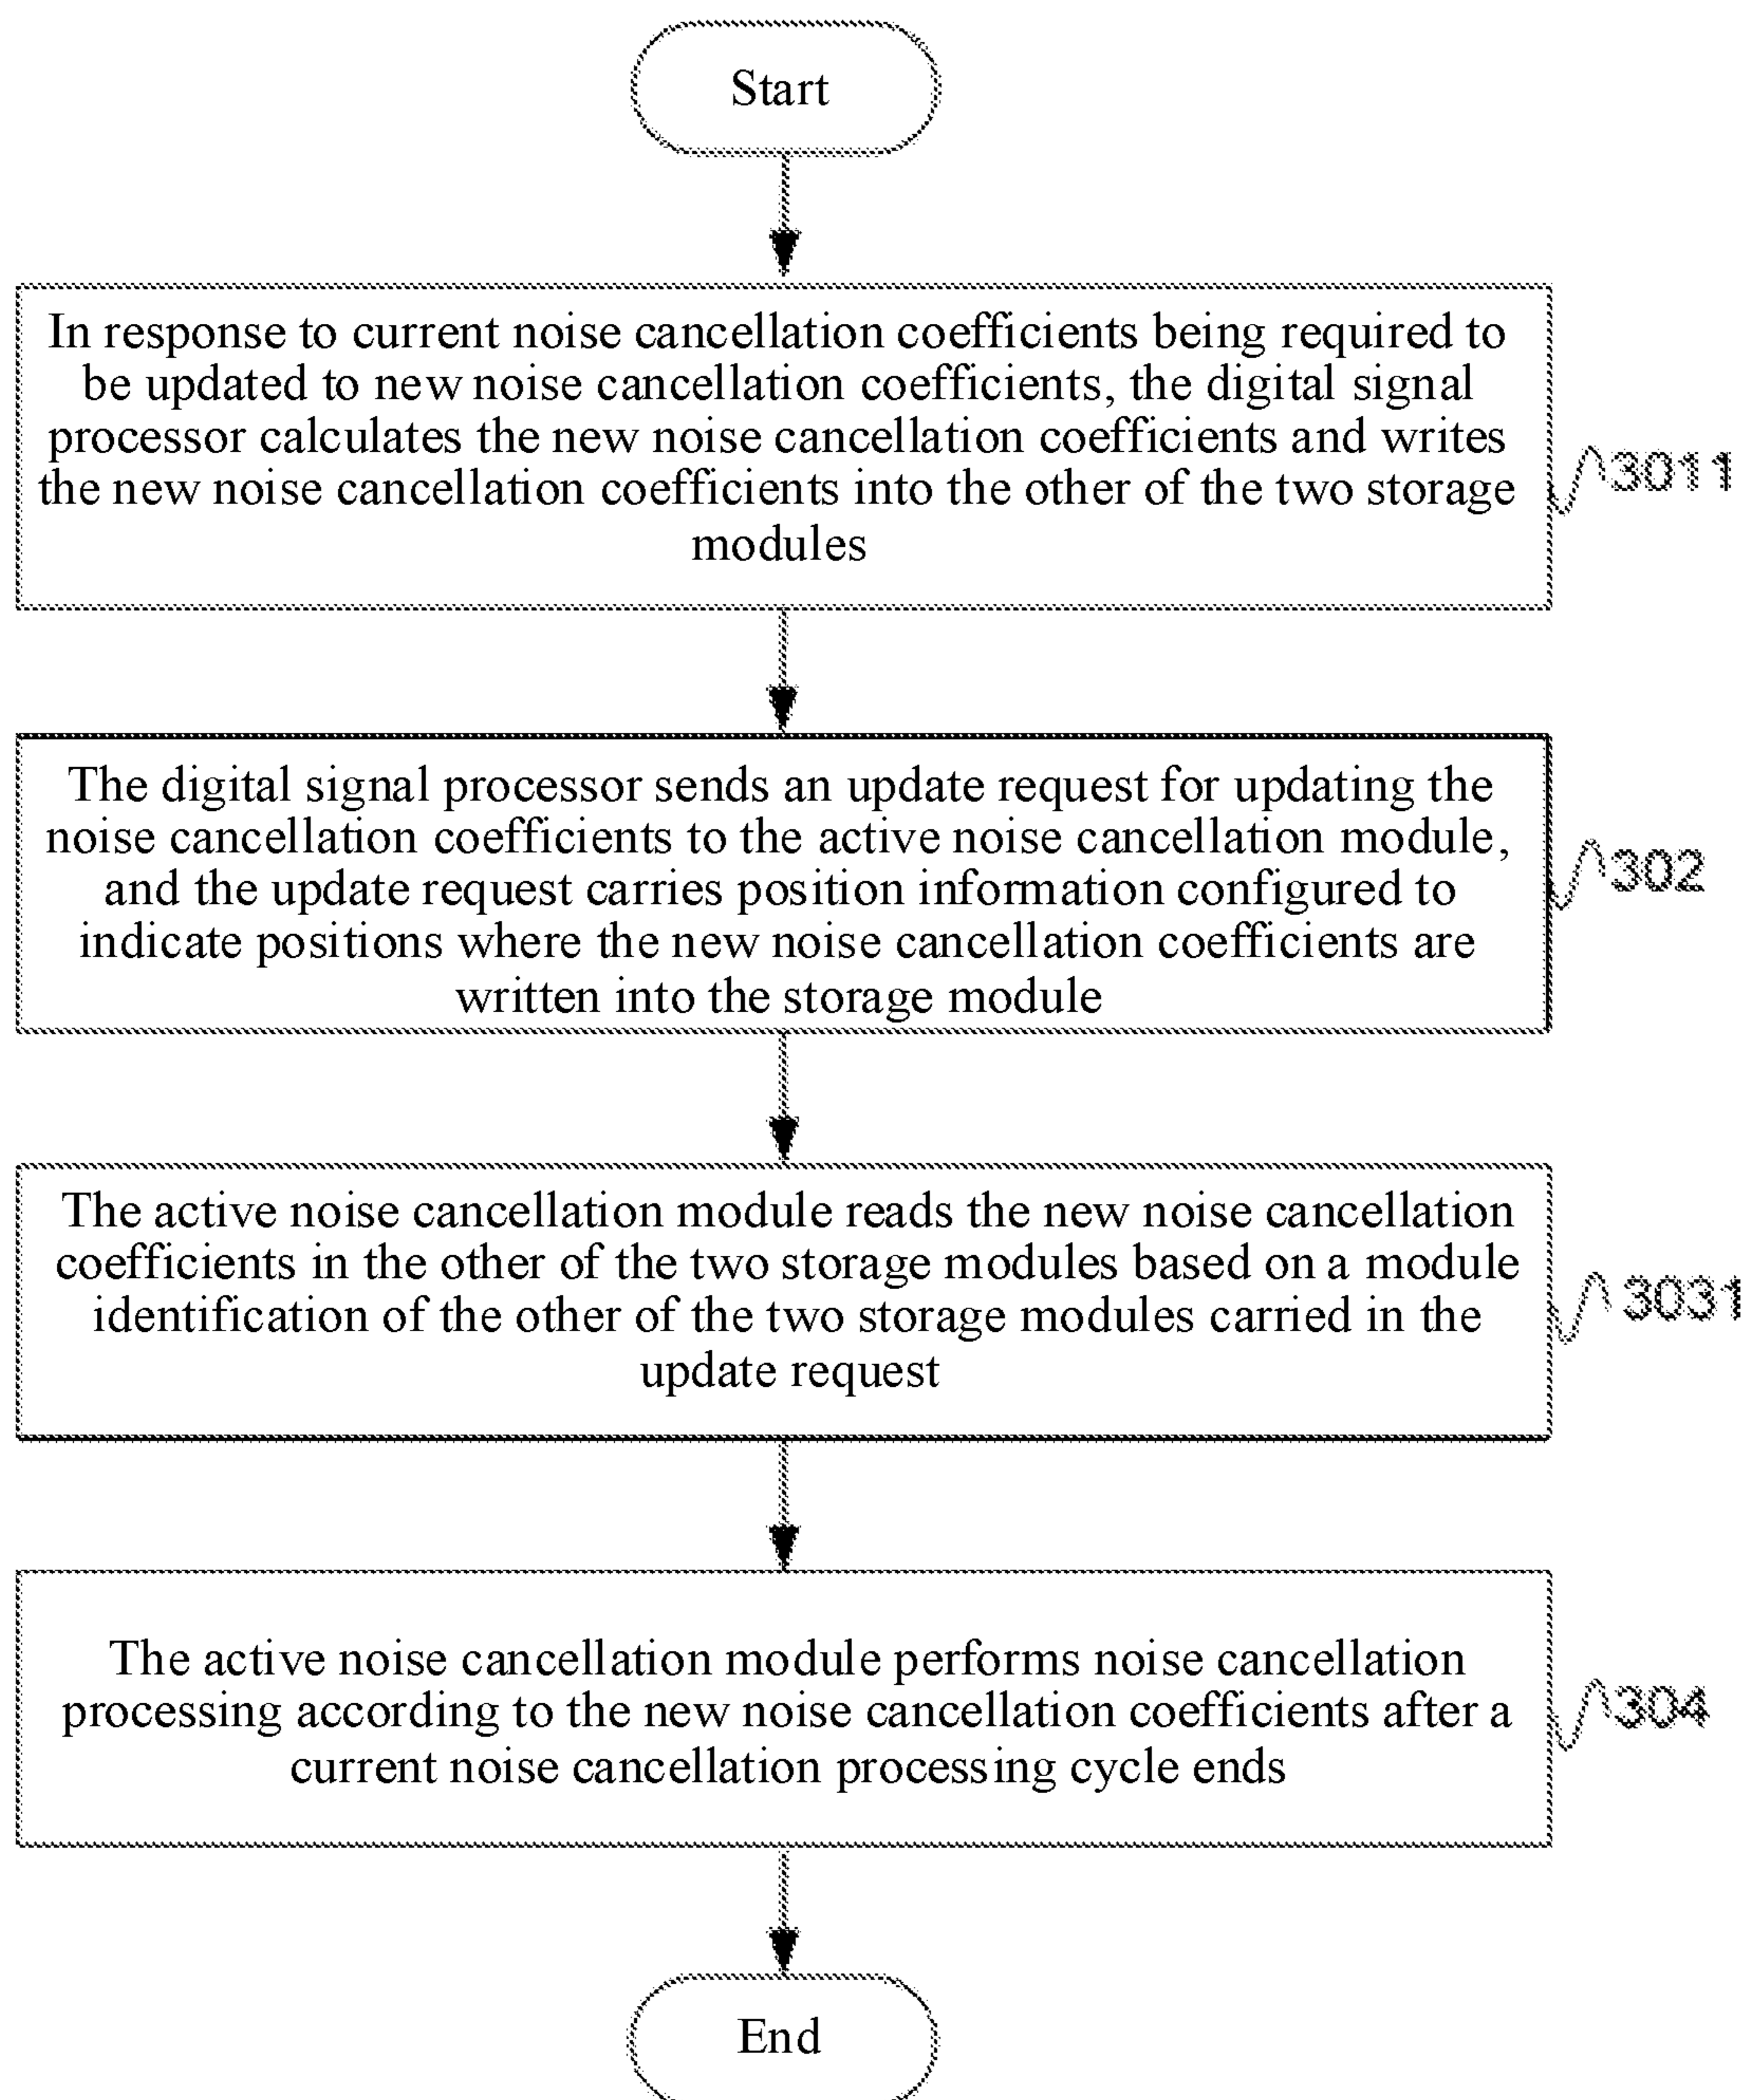 Start
In response to current noise cancellation coefficients being required to
be updated to new noise cancellation coefficients, the digital signal
processor calculates the new noise cancellation coefficients and writes
the new noise cancellation coefficients into the other of the two storage
modules
3011
The digital signal processor sends an update request for updating the
noise cancellation coefficients to the active noise cancellation module,
and the update request carries position information configured to
indicate positions where the new noise cancellation coefficients are
written into the storage module
302
The active noise cancellation module reads the new noise cancellation
coefficients in the other of the two storage modules based on a module
identification of the other of the two storage modules carried in the
update request
3031
The active noise cancellation module performs noise cancellation
processing according to the new noise cancellation coefficients after a
current noise cancellation processing cycle ends
304
End